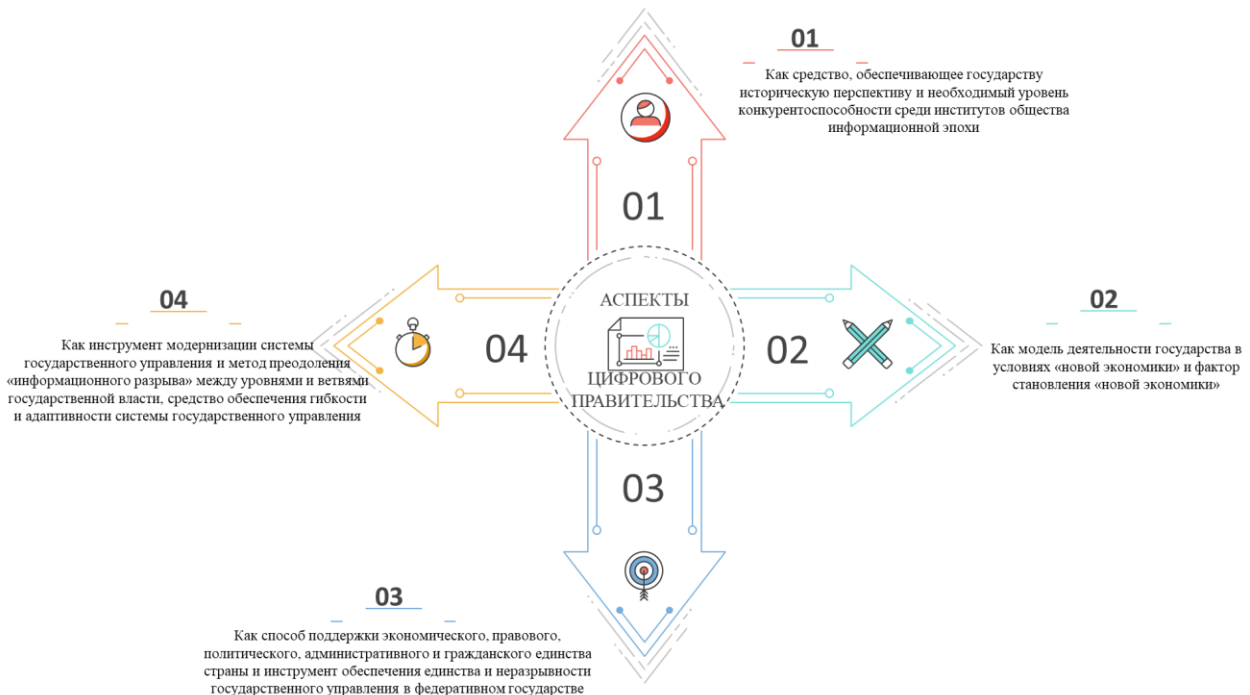 01
Как средство, обеспечивающее государству
историческую перспективу и необходимый уровень
конкурентоспособности среди институтов общества
информационной эпохи
01
АСПЕКТЫ
ЦИФРОВОГО
ПРАВИТЕЛЬСТВА
02
02
Как модель деятельности государства в
условиях «новой экономики» и фактор
становления «новой экономики»
03
03
Как способ поддержки экономического, правового,
политического, административного и гражданского единства
страны и инструмент обеспечения единства и неразрывности
государственного управления в федеративном государстве
04
04
Как инструмент модернизации системы
государственного управления и метод преодоления
«информационного разрыва» между уровнями и ветвями
государственной власти, средство обеспечения гибкости
и адаптивности системы государственного управления